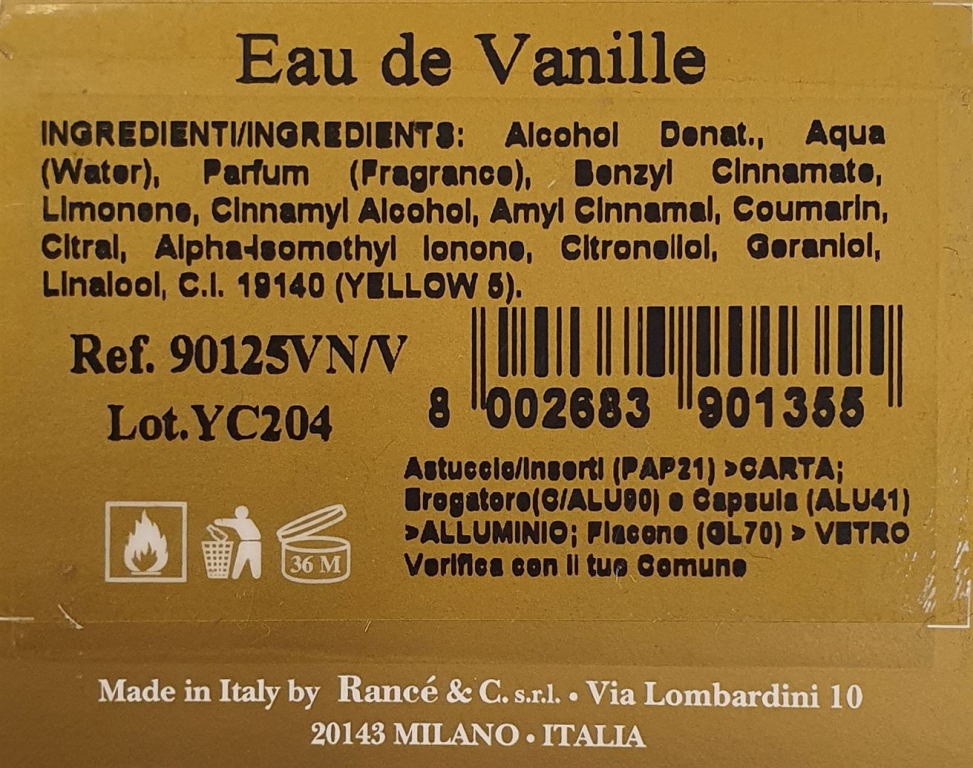 Eau de Vanille
INGREDIENTI/INGREDIENTS: Alcohol Denat., Aqua
(Water), Parfum (Fragrance), Benzyl Cinnamate,
Limonene, Cinnamyl Alcohol, Amyl Cinnamal, Coumarin,
Citral, Alpha-Isomethyl Ionone, Citronellol, Geraniol,
Linalool, C.I. 19140 (YELLOW 5).
Ref. 90125VN/V
Lot.YC204
8 002683 901355
Astuccio/Inserti (PAP21) >CARTA;
Erogatore(C/ALU90) e Capsula (ALU41)
>ALLUMINIO; Flacone (GL70) > VETRO
Verifica con il tuo Comune
36 M
Made in Italy by Rancé & C. s.r.l. • Via Lombardini 10
20143 MILANO • ITALIA